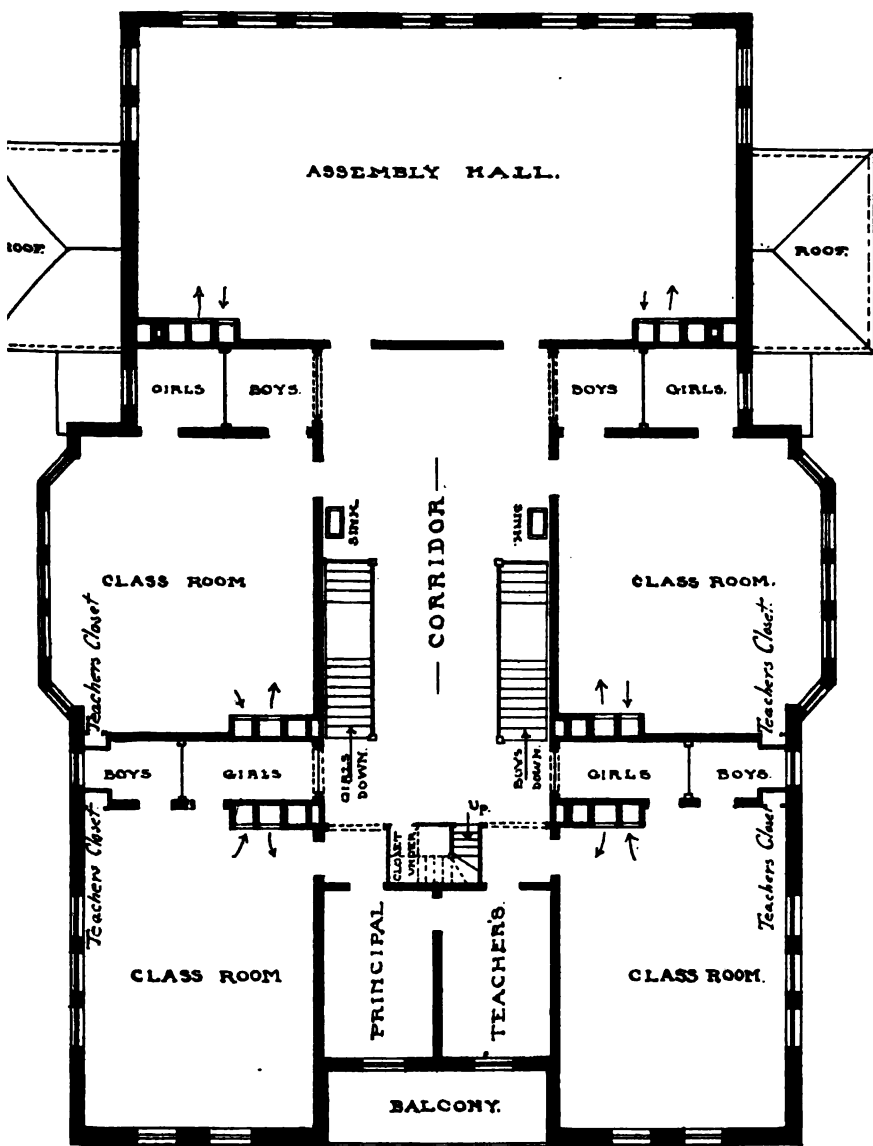 ASSEMBLY HALL.
ROOF.
ROOF.
GIRLS
BOYS.
BOYS
GIRLS.
SINK.
CORRIDOR
SINK.
CLASS ROOM
CLASS ROOM.
Teachers Closet
Teachers Closet.
GIRLS
DOWN.
BOYS
DOWN.
BOYS
GIRLS
GIRLS
BOYS.
Up.
CLOSET
UNDER
Teachers Closet
Teachers Closet
PRINCIPAL
TEACHER'S.
CLASS ROOM
CLASS ROOM.
BALCONY.